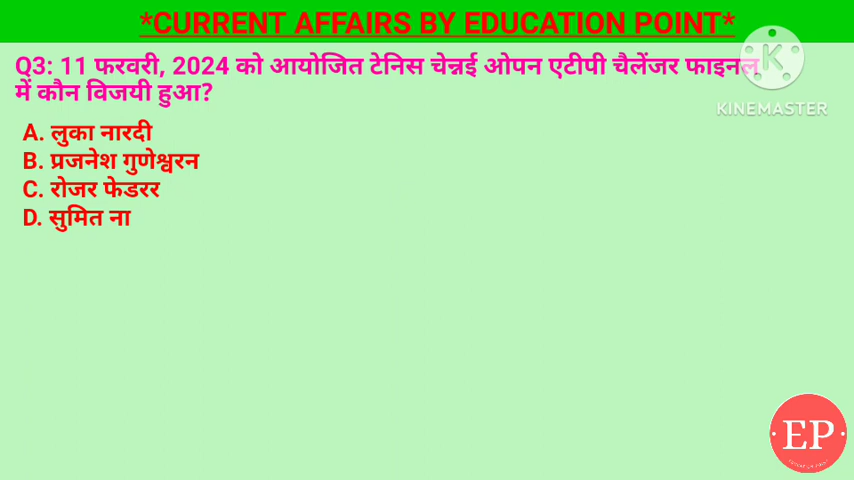 *CURRENT AFFAIRS BY EDUCATION POINT*
Q3: 11 फरवरी, 2024 को आयोजित टेनिस चेन्नई ओपन एटीपी चैलेंजर फाइनल
में कौन विजयी हुआ?
KINEMASTER
A. लुका नारदी
B. प्रजनेश गुणेश्वरन
C. रोजर फेडरर
D. सुमित ना
EP